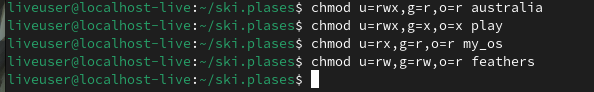 liveuser@localhost-live:~/ski.plases$ chmod u=rwx,g=r,o=r australia
liveuser@localhost-live:~/ski.plases$ chmod u=rwx,g=x,o=x play
liveuser@localhost-live:~/ski.plases$ chmod u=rx,g=r,o=r my_os
liveuser@localhost-live:~/ski.plases$ chmod u=rw,g=rw,o=r feathers
liveuser@localhost-live:~/ski.plases$